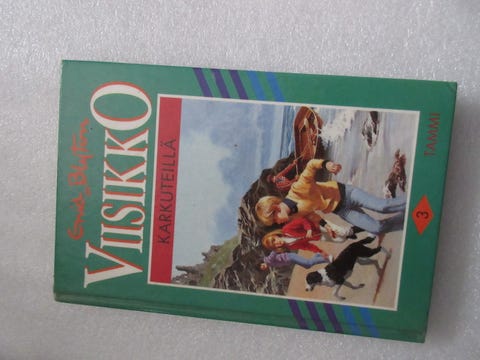 Enid Blyton
VIISIKKO
KARKUTEILLÄ
3
TAMMI